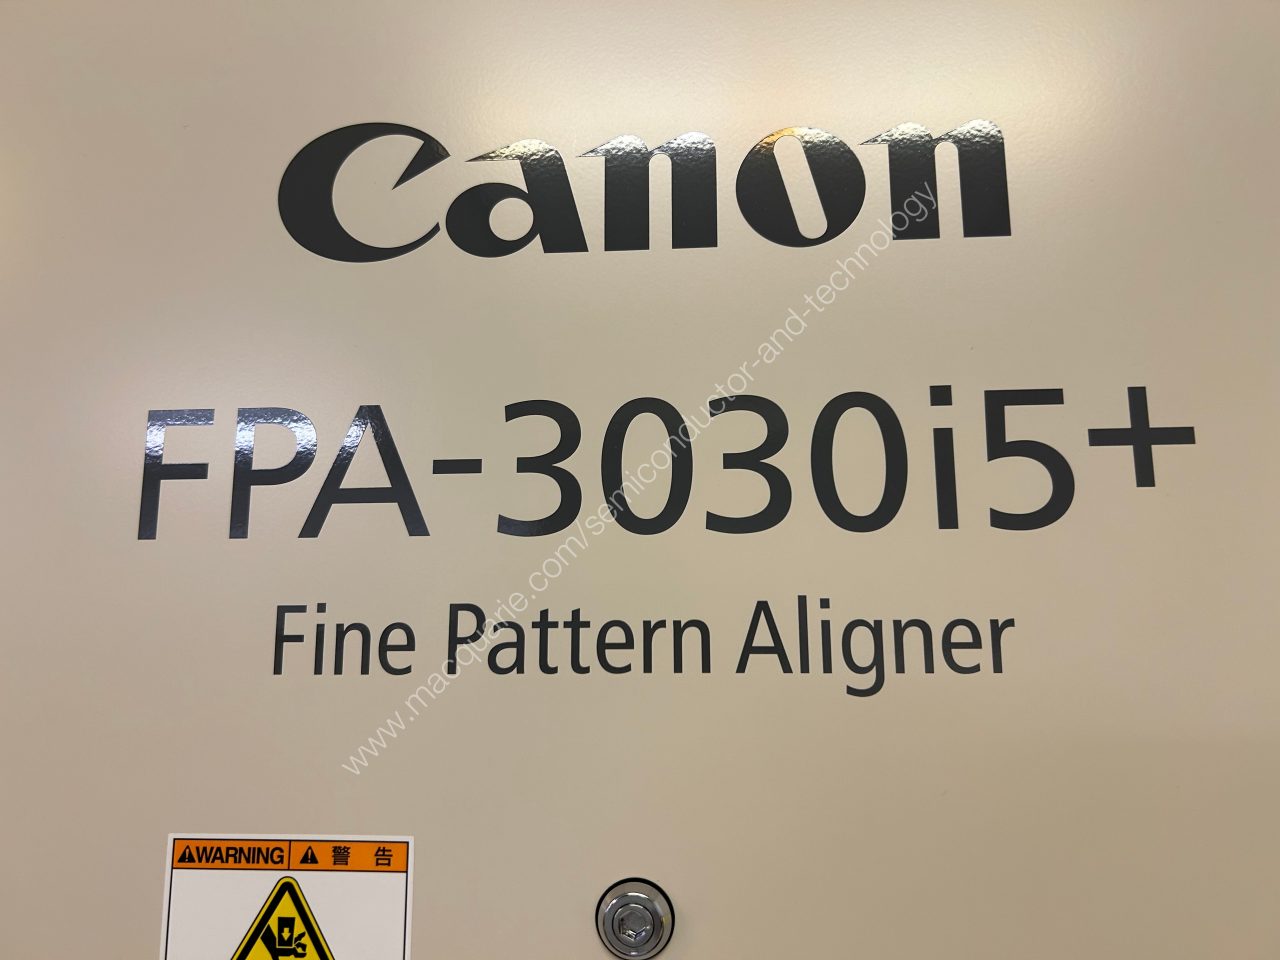 Canon
FPA-3030i5+
Fine Pattern Aligner
www.macquarie.com/semiconductor-and-technology
WARNING 警告